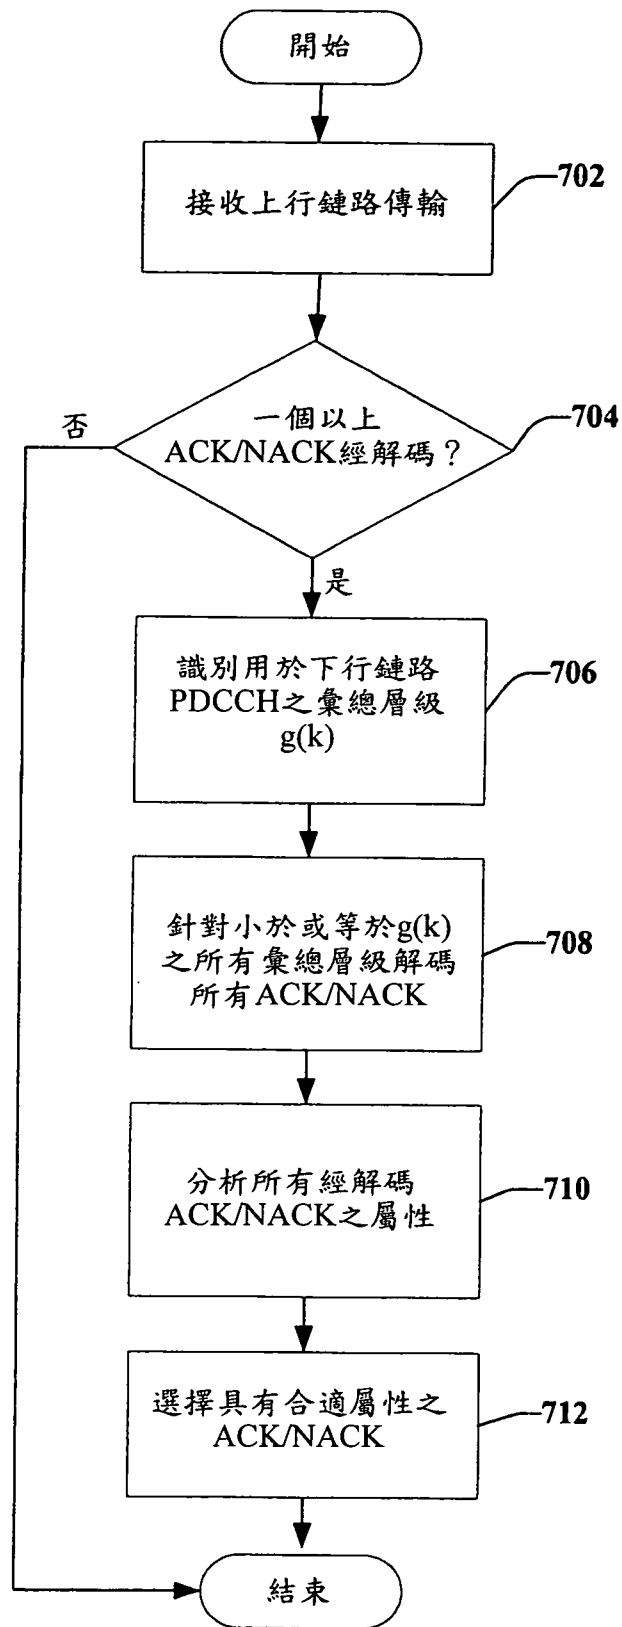 開始
接收上行鏈路傳輸
702
一個以上
ACK/NACK經解碼？
704
否
是
識別用於下行鏈路
PDCCH之彙總層級
g(k)
706
針對小於或等於g(k)
之所有彙總層級解碼
所有ACK/NACK
708
分析所有經解碼
ACK/NACK之屬性
710
選擇具有合適屬性之
ACK/NACK
712
結束